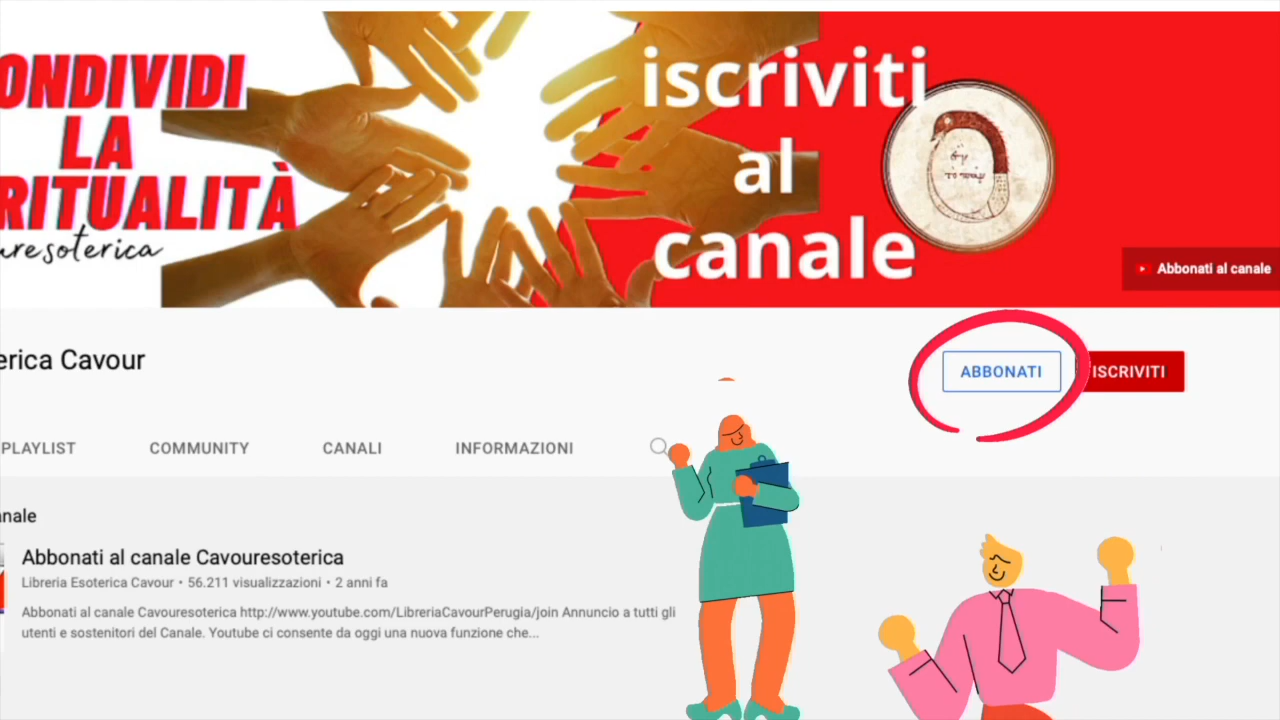 ONDIVIDI
LA
RITUALITÀ
uresoterica
iscriviti
al
canale
Abbonati al canale
erica Cavour
ABBONATI
ISCRIVITI
PLAYLIST
COMMUNITY
CANALI
INFORMAZIONI
anale
Abbonati al canale Cavouresoterica
Libreria Esoterica Cavour • 56.211 visualizzazioni • 2 anni fa
Abbonati al canale Cavouresoterica http://www.youtube.com/LibreriaCavourPerugia/join Annuncio a tutti gli
utenti e sostenitori del Canale. Youtube ci consente da oggi una nuova funzione che...